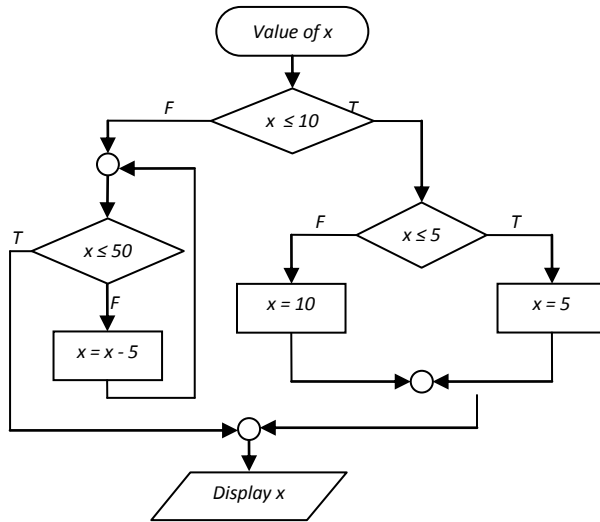 Value of x
F
T
x ≤ 10
T
x ≤ 50
F
x ≤ 5
T
F
x = 10
x = 5
x = x - 5
Display x